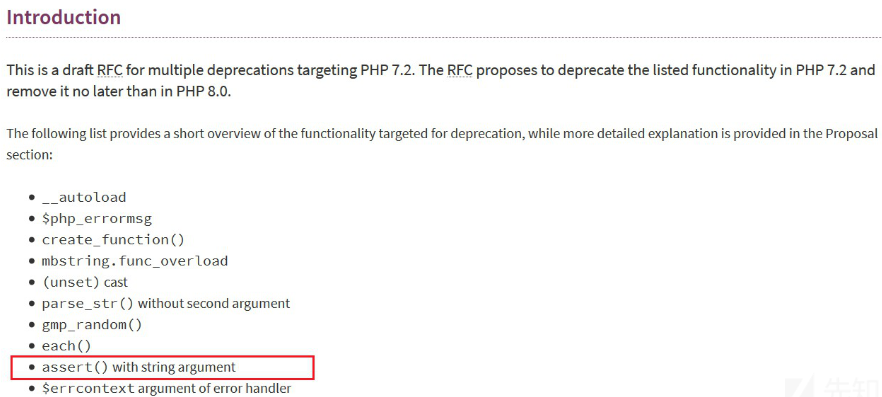 Introduction
This is a draft RFC for multiple deprecations targeting PHP 7.2. The RFC proposes to deprecate the listed functionality in PHP 7.2 and
remove it no later than in PHP 8.0.
The following list provides a short overview of the functionality targeted for deprecation, while more detailed explanation is provided in the Proposal
section:
• __autoload
• $php_errormsg
• create_function()
• mbstring.func_overload
• (unset) cast
• parse_str() without second argument
• gmp_random()
• each()
• assert() with string argument
• $errcontext argument of error handler
先知